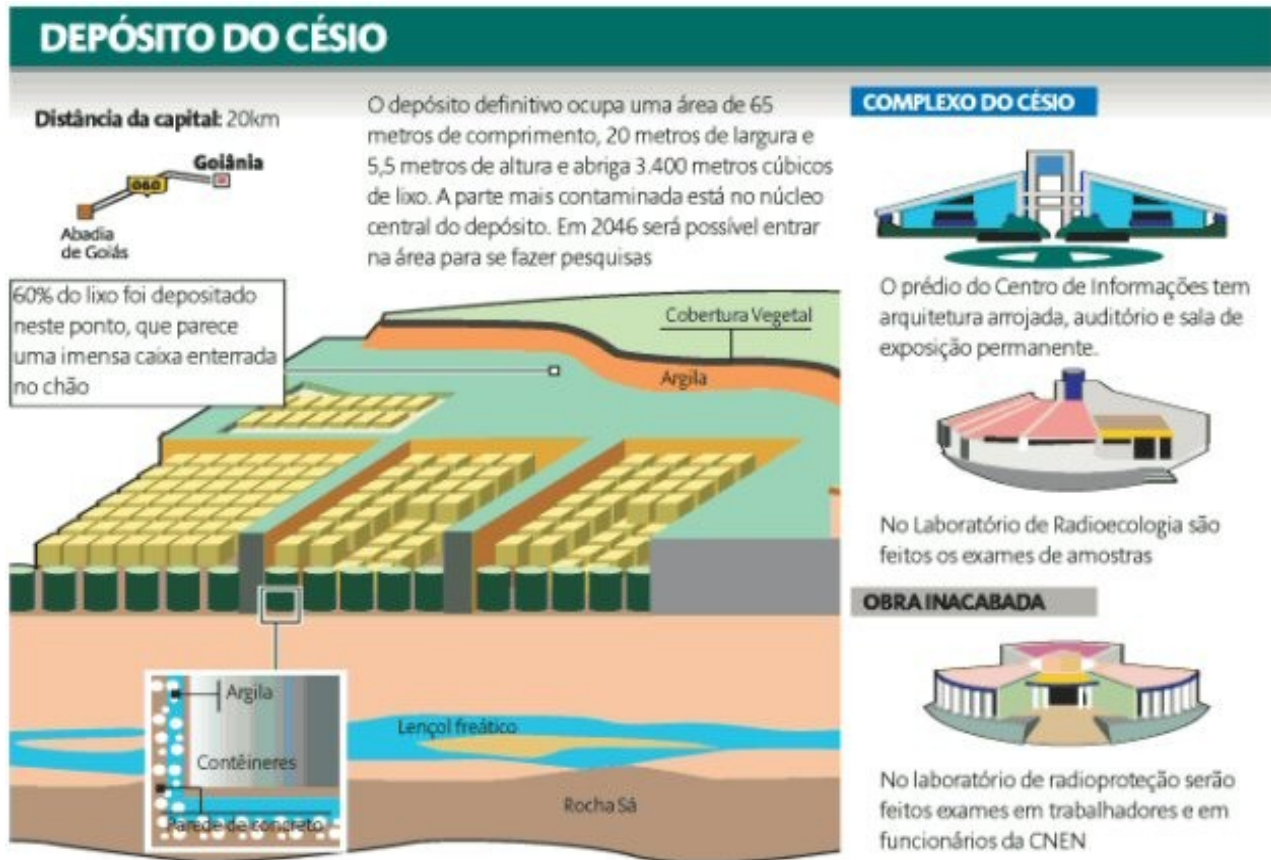 DEPÓSITO DO CÉSIO
Distância da capital: 20km
Goiânia
060
Abadia
de Goiás
O depósito definitivo ocupa uma área de 65
metros de comprimento, 20 metros de largura e
5,5 metros de altura e abriga 3.400 metros cúbicos
de lixo. A parte mais contaminada está no núcleo
central do depósito. Em 2046 será possível entrar
na área para se fazer pesquisas
60% do lixo foi depositado
neste ponto, que parece
uma imensa caixa enterrada
no chão
Cobertura Vegetal
Argila
Argila
Contêineres
Parede de concreto
Lençol freático
Rocha Sã
COMPLEXO DO CÉSIO
O prédio do Centro de Informações tem
arquitetura arrojada, auditório e sala de
exposição permanente.
No Laboratório de Radioecologia são
feitos os exames de amostras
OBRA INACABADA
No laboratório de radioproteção serão
feitos exames em trabalhadores e em
funcionários da CNEN